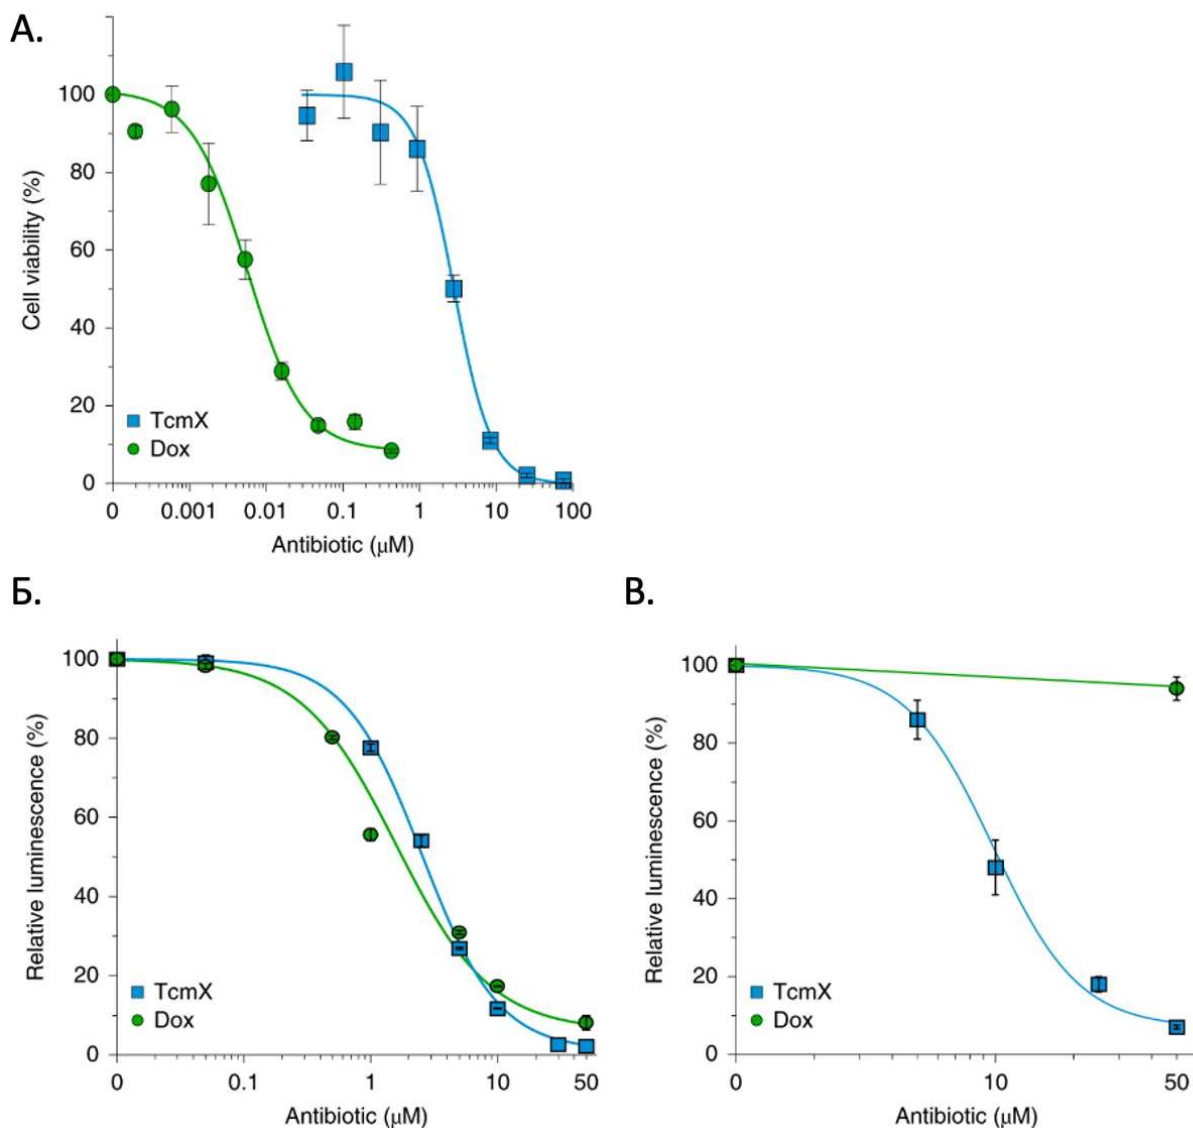 А.
Cell viability (%)
100
80
60
40
20
0
TcmX
Dox
0 0.001 0.01 0.1 1 10 100
Antibiotic (μM)
Б.
Relative luminescence (%)
100
80
60
40
20
0
TcmX
Dox
0 0.1 1 10 50
Antibiotic (μM)
В.
Relative luminescence (%)
100
80
60
40
20
0
TcmX
Dox
0 10 50
Antibiotic (μM)